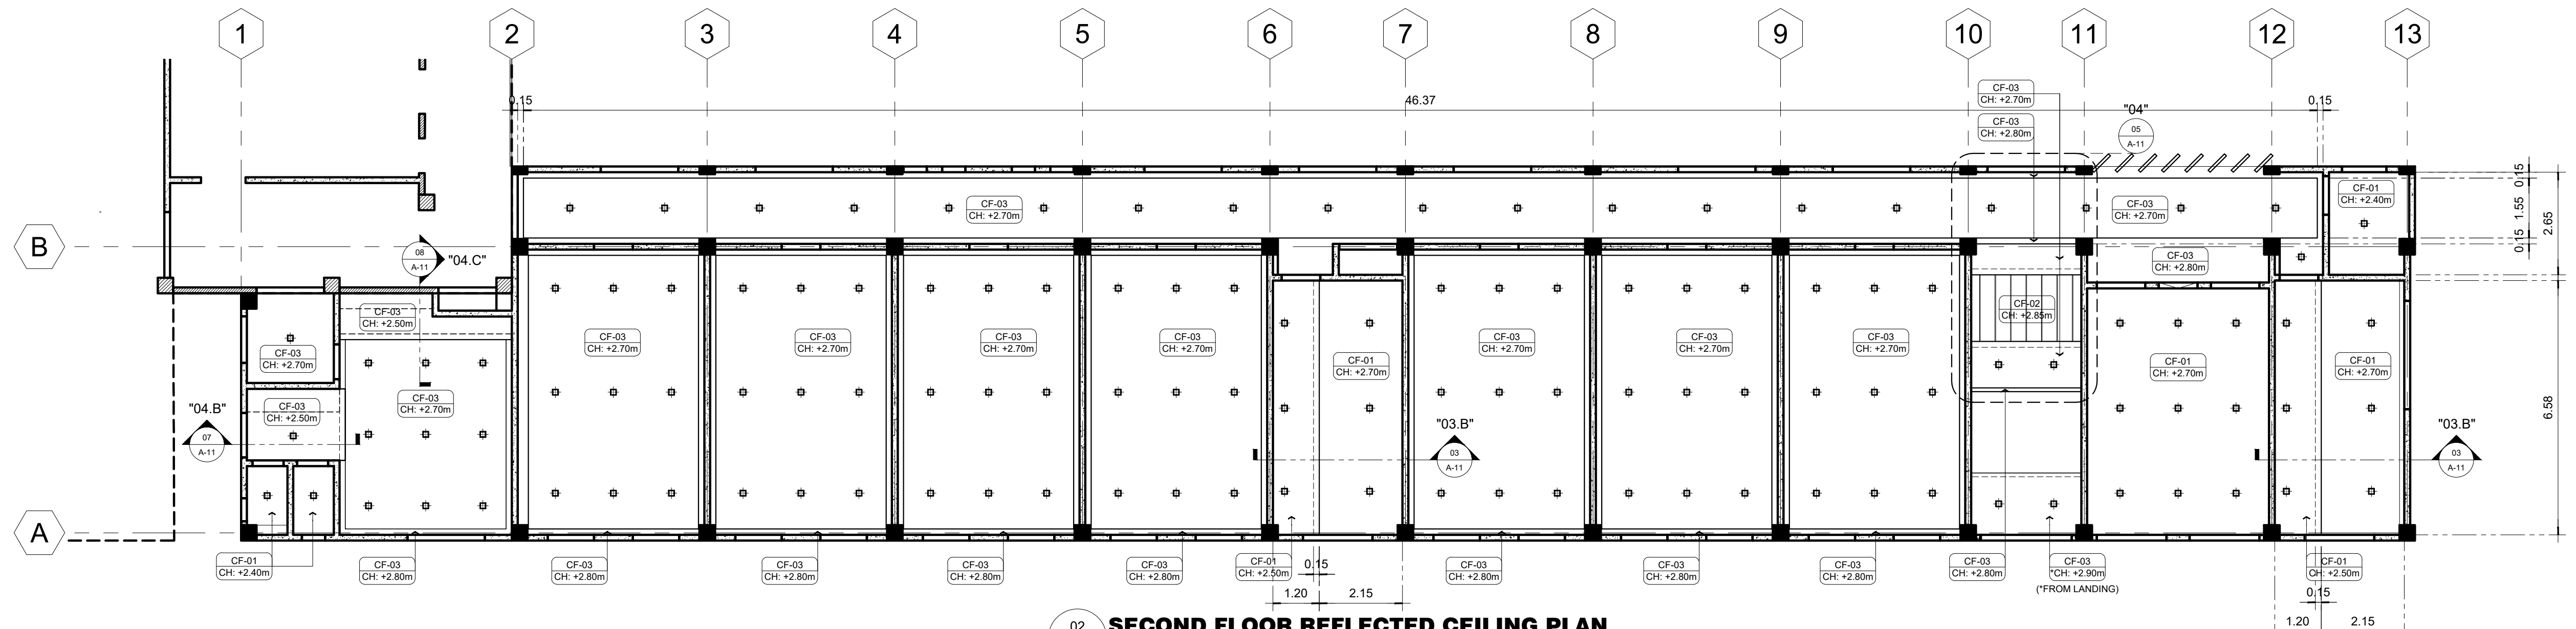 1
2
3
4
5
6
7
8
9
10
11
12
13
0.15
46.37
CF-03
CH: +2.70m
CF-03
CH: +2.80m
"04"
05
A-11
0.15
CF-03
CH: +2.70m
CF-03
CH: +2.70m
CF-01
CH: +2.40m
0.15
1.55
0.15
2.65
B
08
A-11
"04.C"
CF-03
CH: +2.80m
CF-03
CH: +2.50m
CF-02
CH: +2.85m
CF-03
CH: +2.70m
CF-03
CH: +2.70m
CF-03
CH: +2.70m
CF-03
CH: +2.70m
CF-03
CH: +2.70m
CF-01
CH: +2.70m
CF-03
CH: +2.70m
CF-03
CH: +2.70m
CF-03
CH: +2.70m
CF-01
CH: +2.70m
CF-01
CH: +2.70m
"04.B"
07
A-11
CF-03
CH: +2.50m
CF-03
CH: +2.70m
"03.B"
03
A-11
"03.B"
03
A-11
6.58
A
CF-01
CH: +2.40m
CF-03
CH: +2.80m
CF-03
CH: +2.80m
CF-03
CH: +2.80m
CF-03
CH: +2.80m
CF-03
CH: +2.80m
CF-01
CH: +2.50m
0.15
1.20
2.15
CF-03
CH: +2.80m
CF-03
CH: +2.80m
CF-03
CH: +2.80m
CF-03
CH: +2.80m
CF-03
*CH: +2.90m
(*FROM LANDING)
CF-01
CH: +2.50m
0.15
1.20
2.15
02
SECOND FLOOR REFLECTED CEILING PLAN